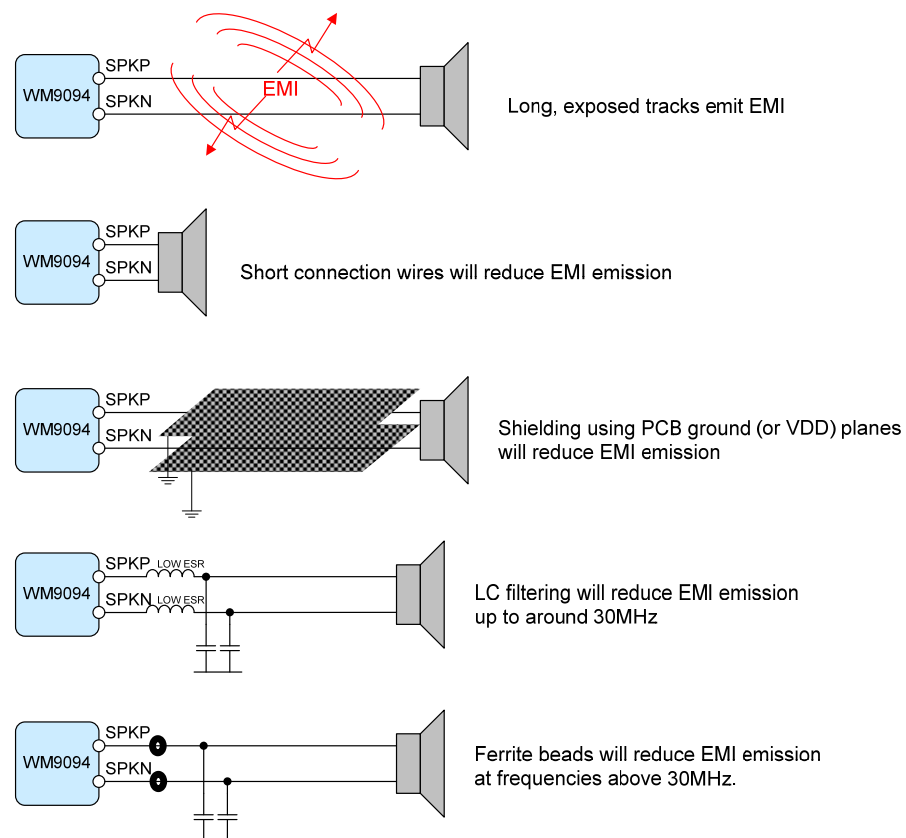 WM9094
SPKP
SPKN
EMI
Long, exposed tracks emit EMI
WM9094
SPKP
SPKN
Short connection wires will reduce EMI emission
WM9094
SPKP
SPKN
Shielding using PCB ground (or VDD) planes
will reduce EMI emission
WM9094
SPKP
LOW ESR
SPKN
LOW ESR
LC filtering will reduce EMI emission
up to around 30MHz
WM9094
SPKP
SPKN
Ferrite beads will reduce EMI emission
at frequencies above 30MHz.